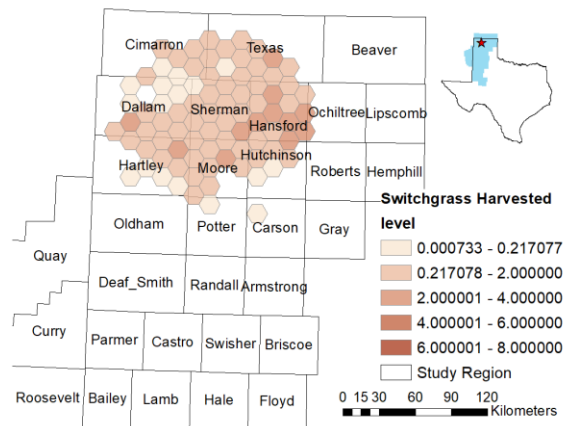 Cimarron
Texas
Beaver
Dallam
Sherman
Hansford
Ochiltree
Lipscomb
Hartley
Moore
Hutchinson
Roberts
Hemphill
Oldham
Potter
Carson
Gray
Quay
Deaf_Smith
Randall
Armstrong
Curry
Parmer
Castro
Swisher
Briscoe
Roosevelt
Bailey
Lamb
Hale
Floyd
Switchgrass Harvested
level
0.000733 - 0.217077
0.217078 - 2.000000
2.000001 - 4.000000
4.000001 - 6.000000
6.000001 - 8.000000
Study Region
0 15 30 60 90 120
Kilometers